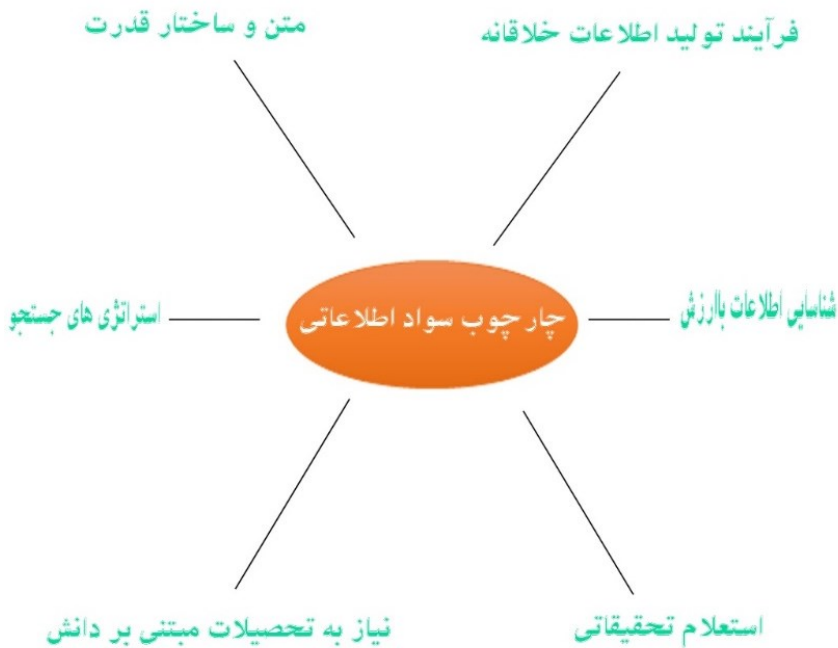 فرآیند تولید اطلاعات خلاقانه
متن و ساختار قدرت
شناسایی اطلاعات باارزش
چارچوب سواد اطلاعاتی
استراتژی های جستجو
استعلام تحقیقاتی
نیاز به تحصیلات مبتنی بر دانش